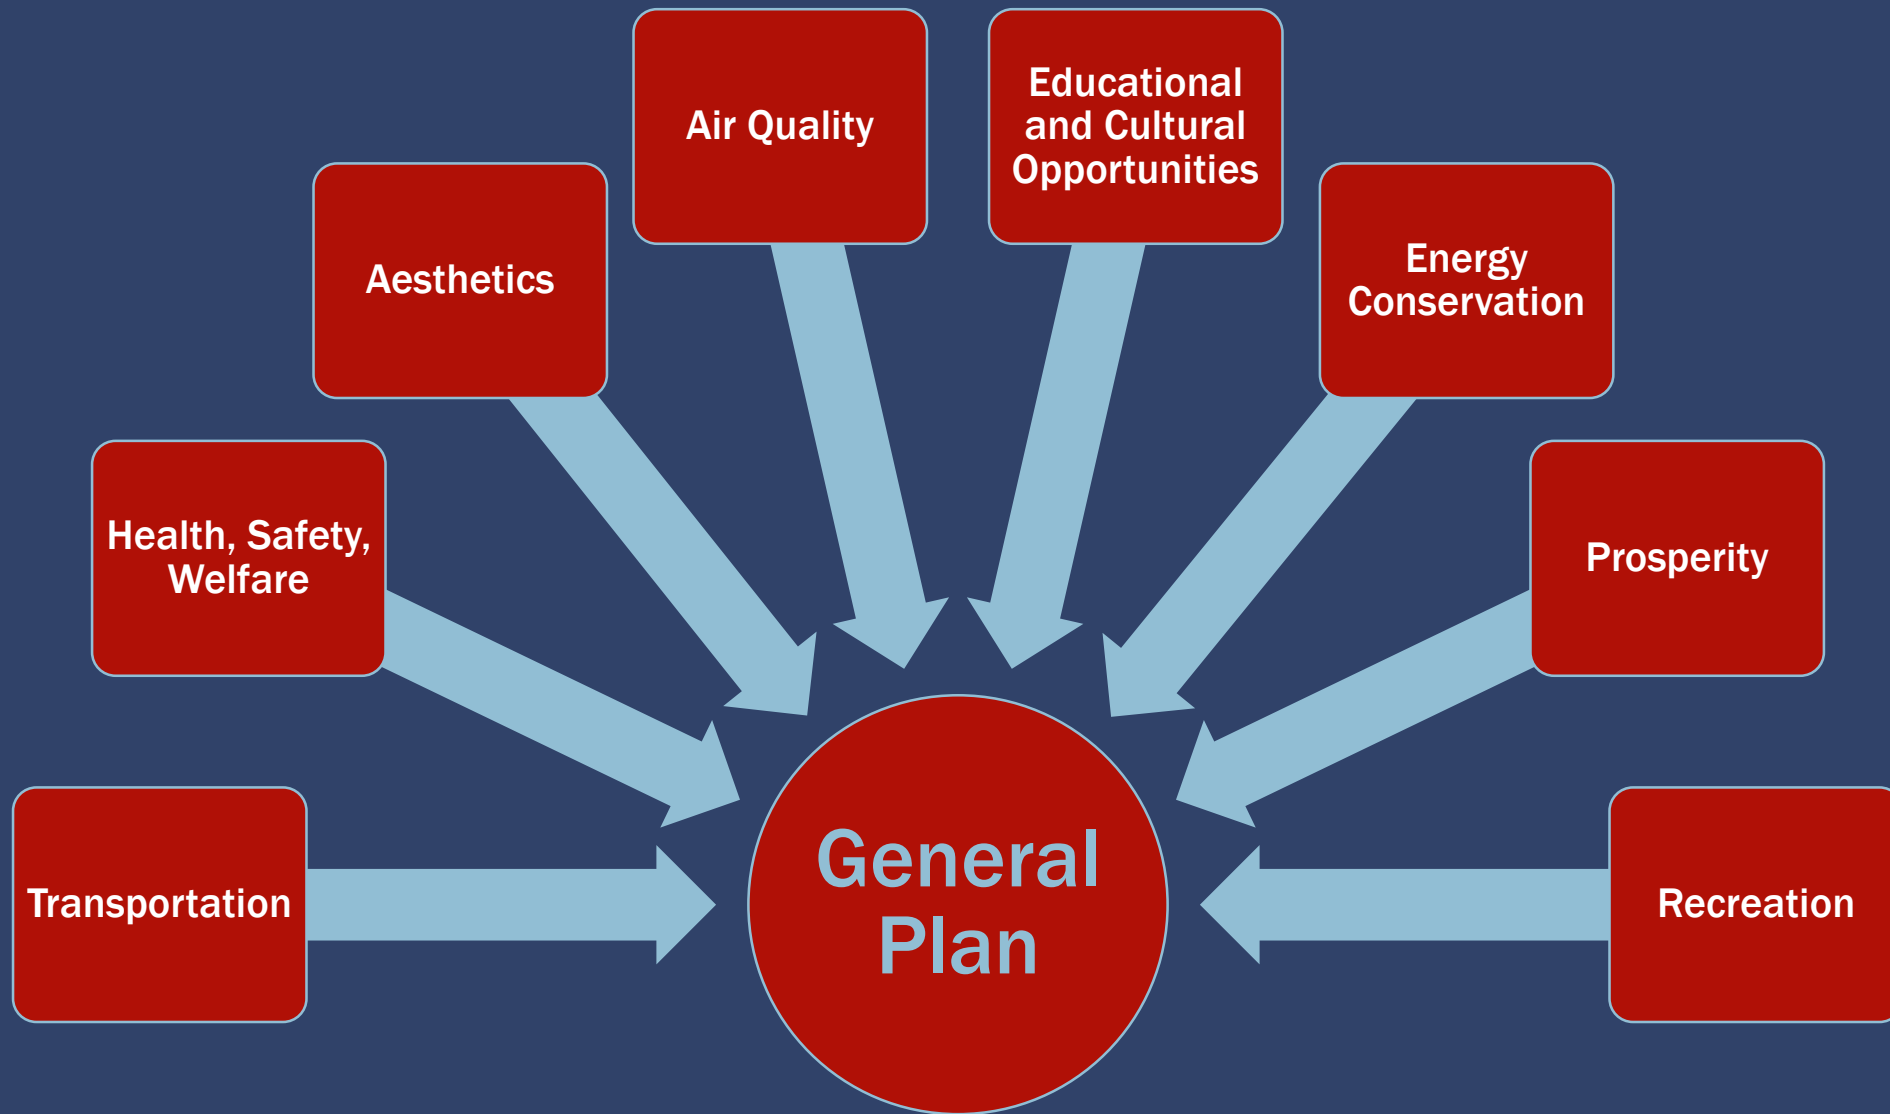 Air Quality
Educational
and Cultural
Opportunities
Aesthetics
Energy
Conservation
Health, Safety,
Welfare
Prosperity
Transportation
General
Plan
Recreation